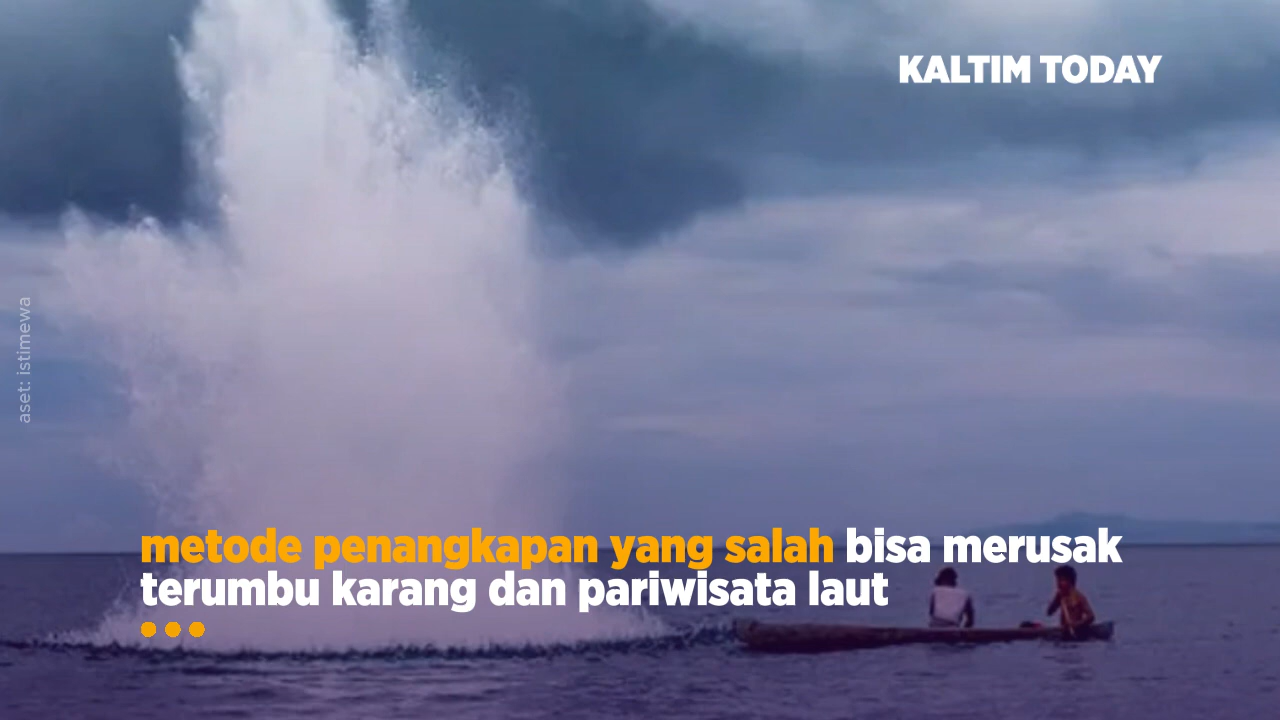 KALTIM TODAY
aset: istimewa
metode penangkapan yang salah bisa merusak
terumbu karang dan pariwisata laut